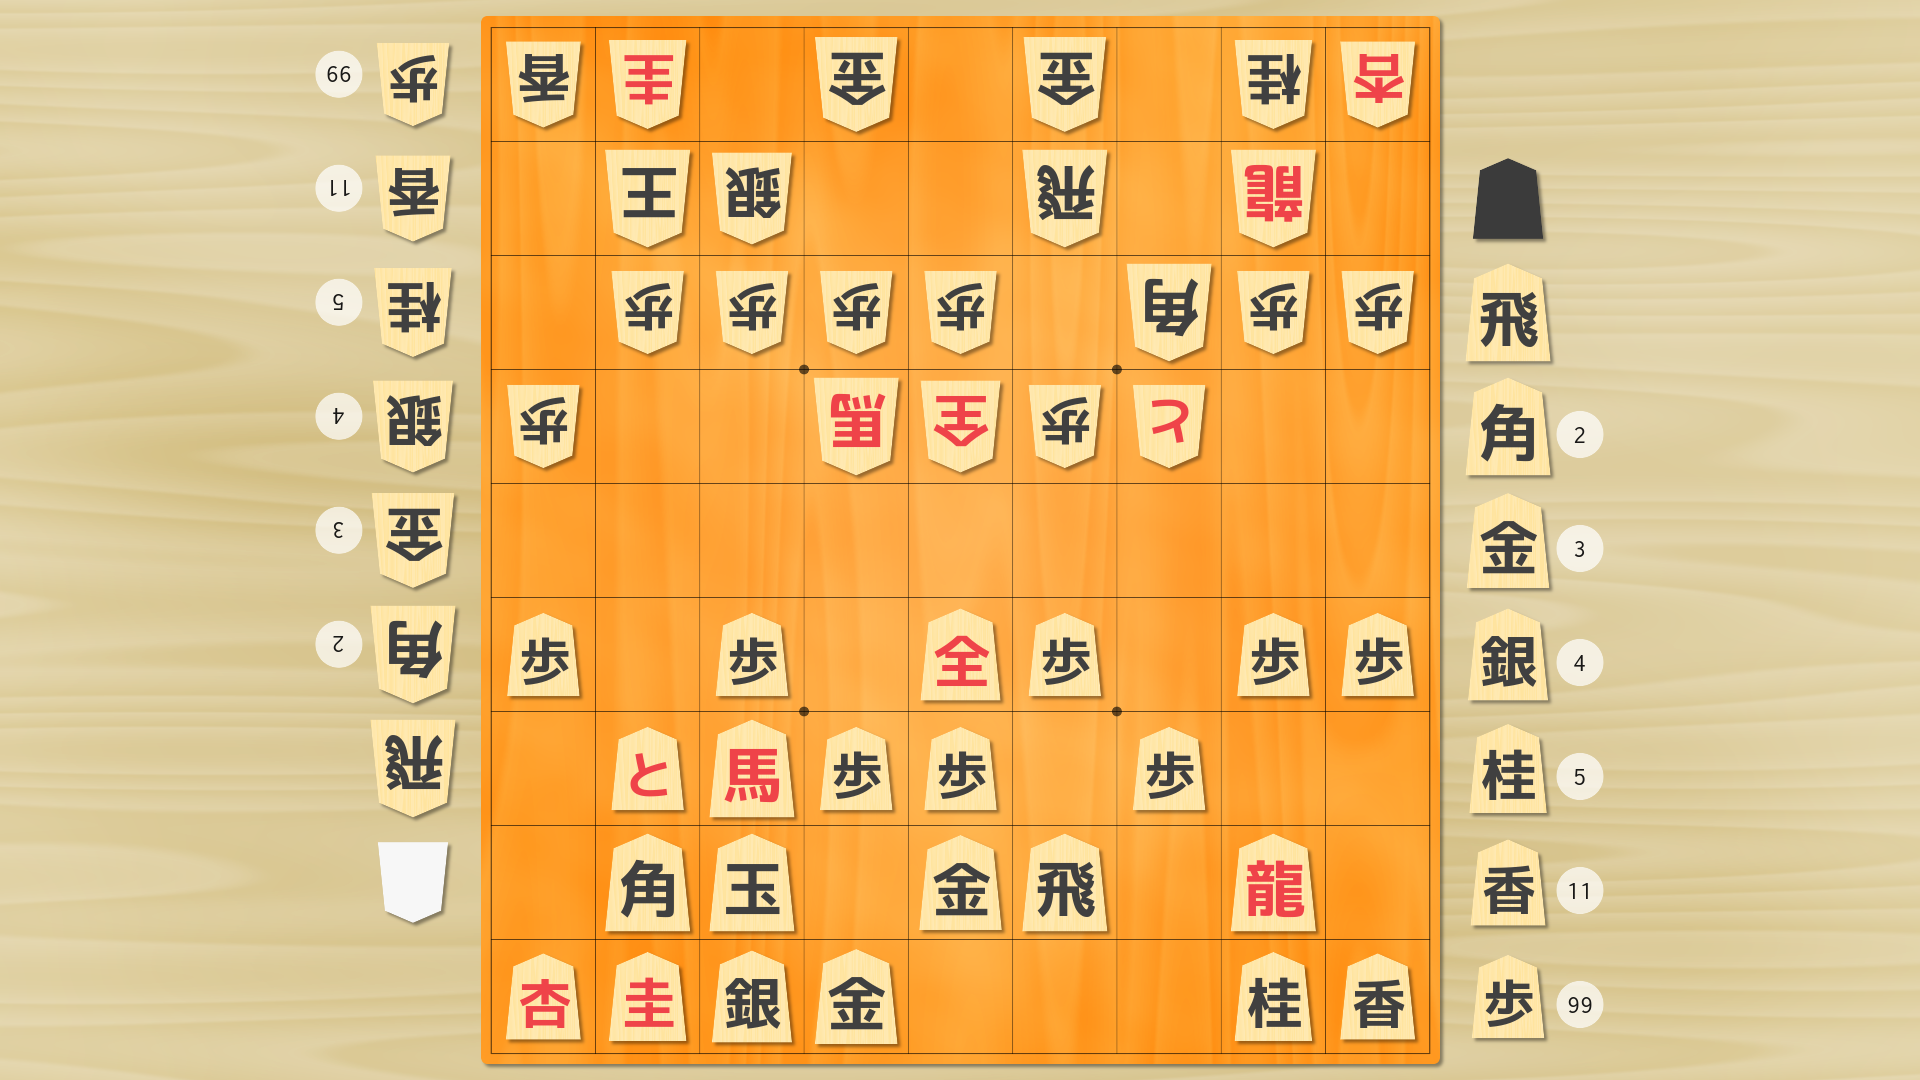 歩 99
香 11
桂 5
銀 4
金 3
角 2
飛
香 圭 金 金 桂 杏
王 銀 飛 龍
歩 歩 歩 歩 角 歩 歩
歩 馬 全 歩 と
歩 歩 全 歩 歩 歩
と 馬 歩 歩 歩
角 玉 金 飛 龍
杏 圭 銀 金 桂 香
飛
角 2
金 3
銀 4
桂 5
香 11
歩 99